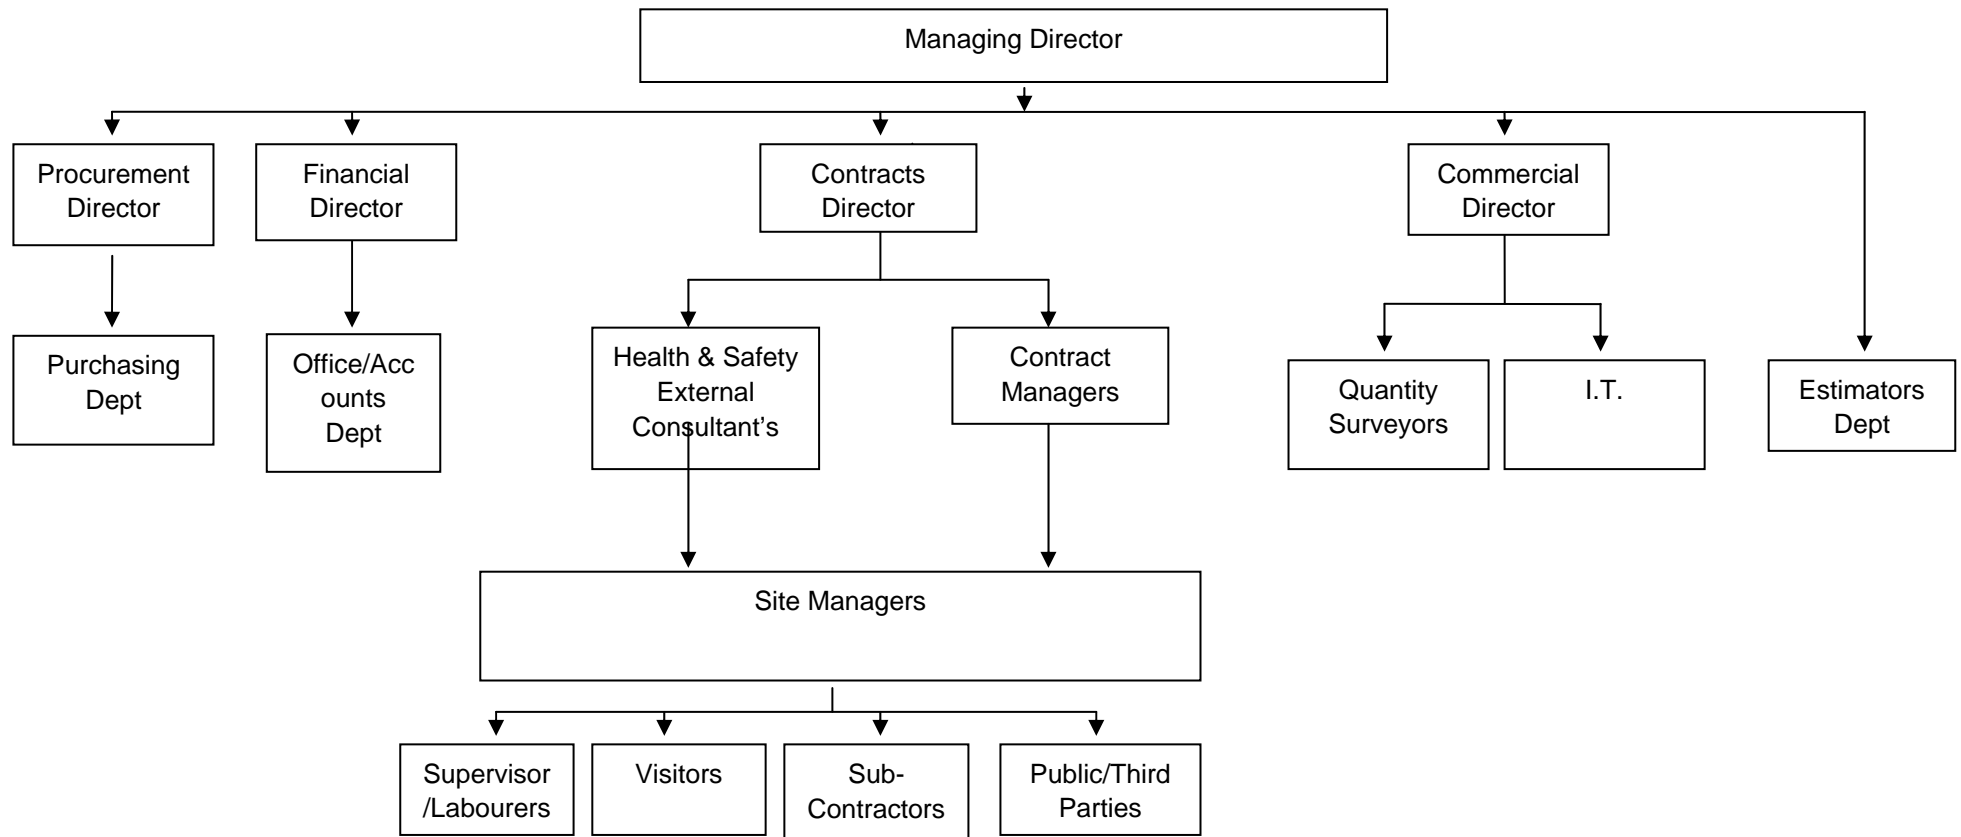 Managing Director
Procurement
Director
Financial
Director
Contracts
Director
Commercial
Director
Purchasing
Dept
Office/Acc
ounts
Dept
Health & Safety
External
Consultant’s
Contract
Managers
Quantity
Surveyors
I.T.
Estimators
Dept
Site Managers
Supervisor
/Labourers
Visitors
Sub-
Contractors
Public/Third
Parties